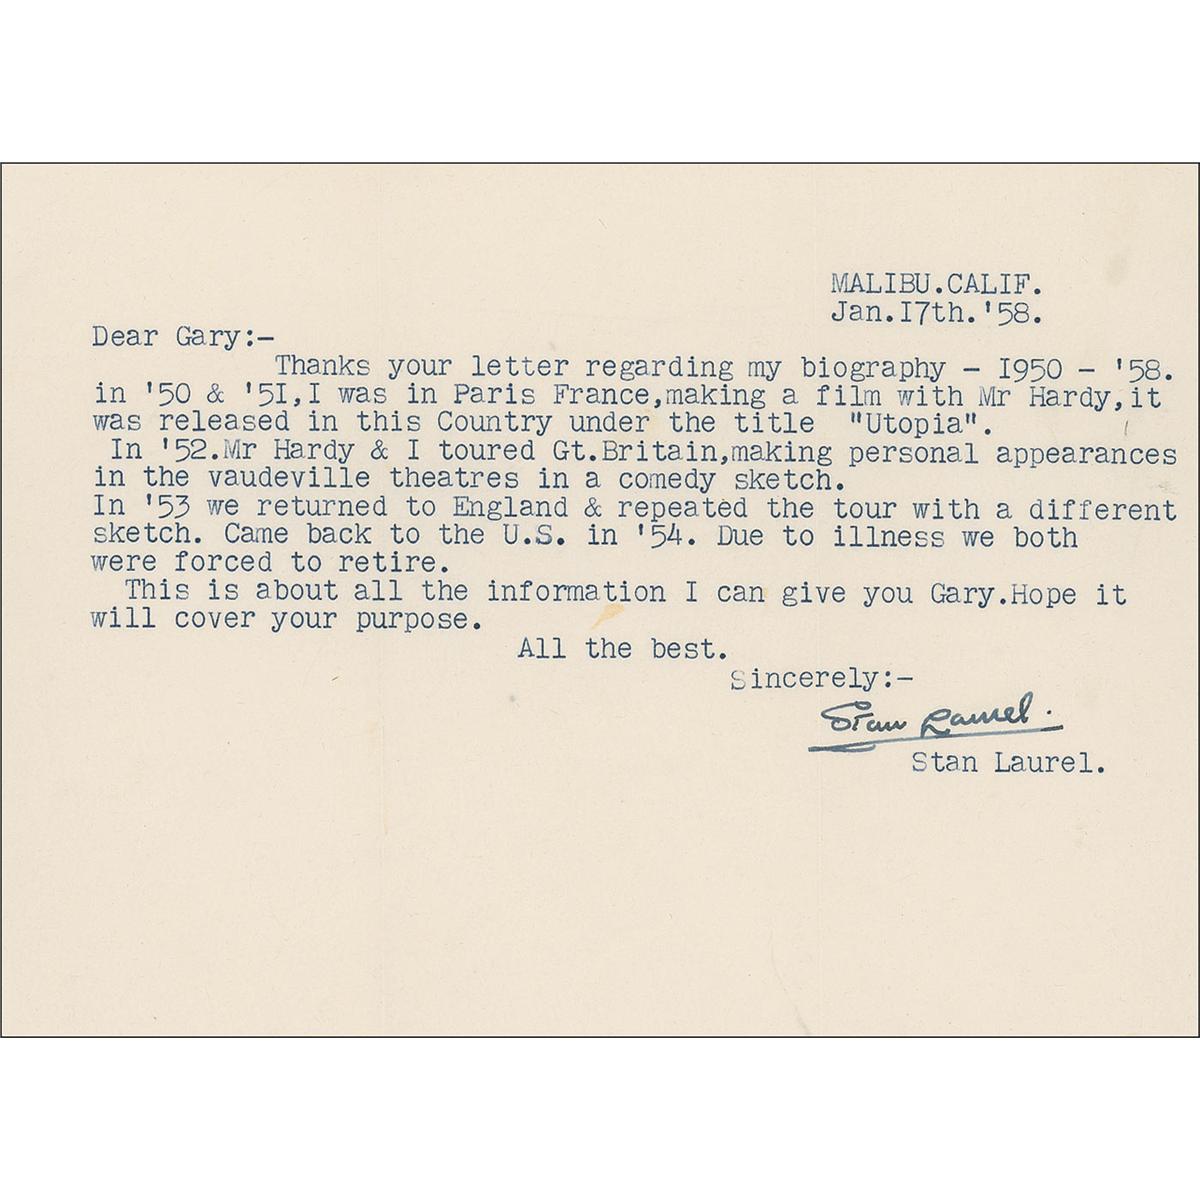 MALIBU.CALIF.
Jan.I7th.'58.
Dear Gary:-
Thanks your letter regarding my biography - I950 - '58.
in '50 & '5I,I was in Paris France,making a film with Mr Hardy,it
was released in this Country under the title "Utopia".
In '52.Mr Hardy & I toured Gt.Britain,making personal appearances
in the vaudeville theatres in a comedy sketch.
In '53 we returned to England & repeated the tour with a different
sketch. Came back to the U.S. in '54. Due to illness we both
were forced to retire.
This is about all the information I can give you Gary.Hope it
will cover your purpose.
All the best.
Sincerely:-
Stan Laurel.
Stan Laurel.